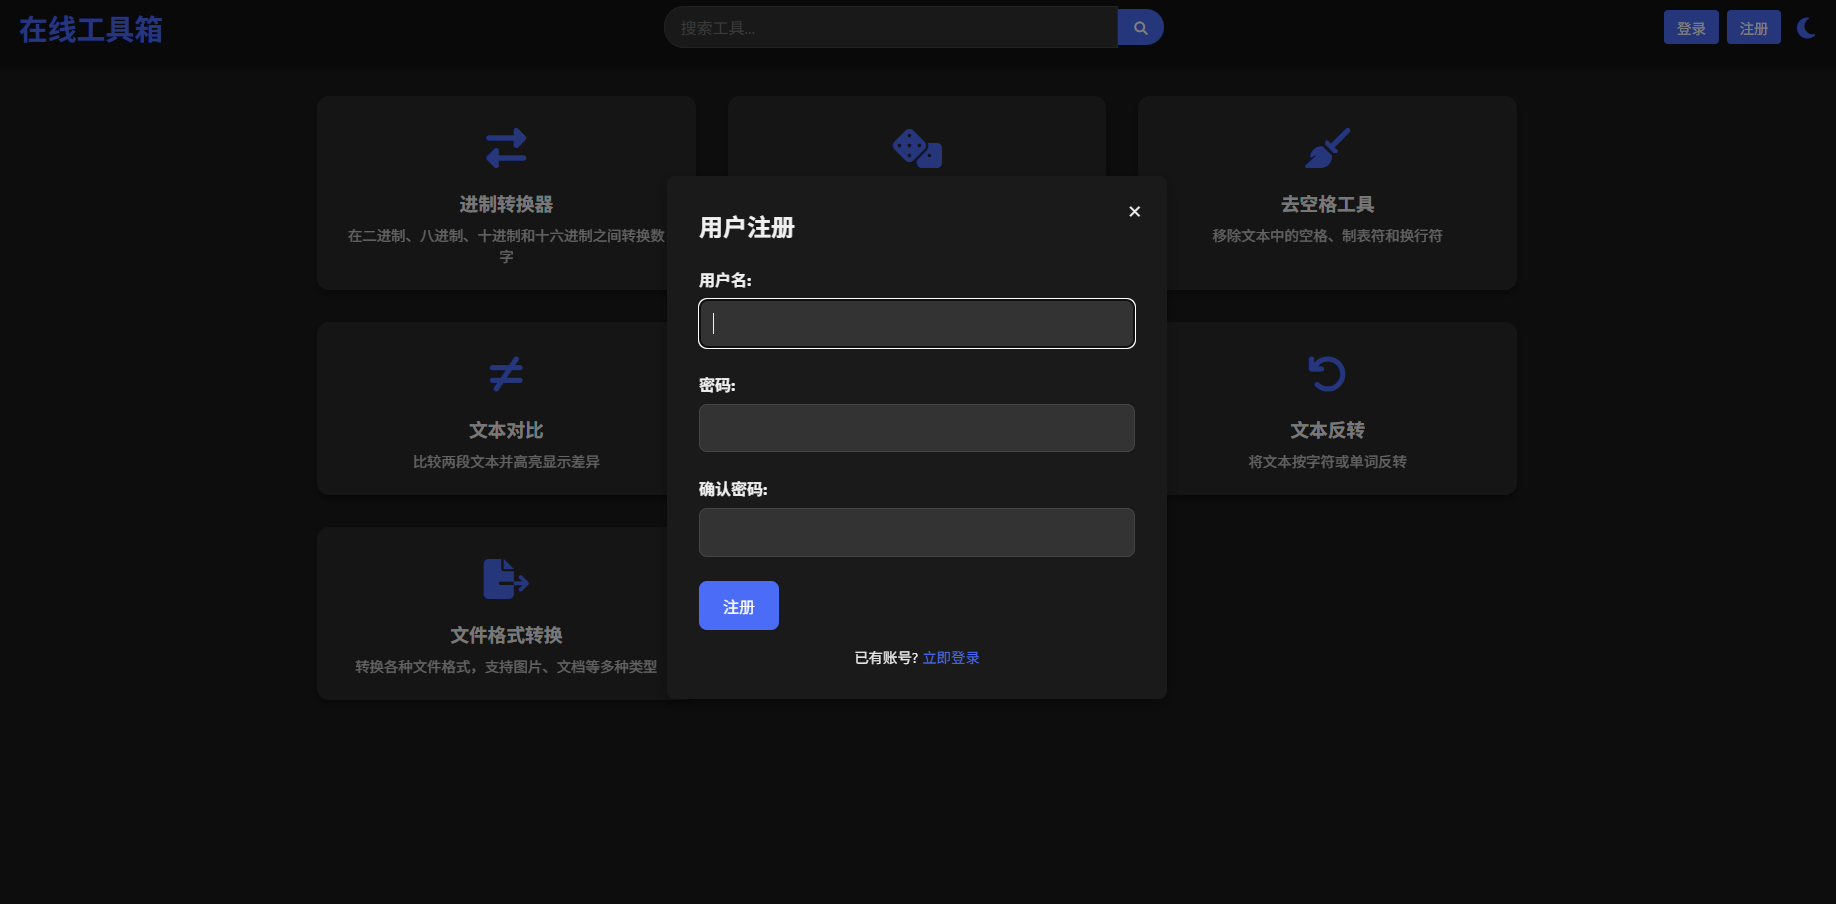 在线工具箱
搜索工具...
登录
注册
进制转换器
在二进制、八进制、十进制和十六进制之间转换数
字
去空格工具
移除文本中的空格、制表符和换行符
用户注册
×
用户名:
密码:
确认密码:
注册
已有账号? 立即登录
文本对比
比较两段文本并高亮显示差异
文本反转
将文本按字符或单词反转
文件格式转换
转换各种文件格式，支持图片、文档等多种类型